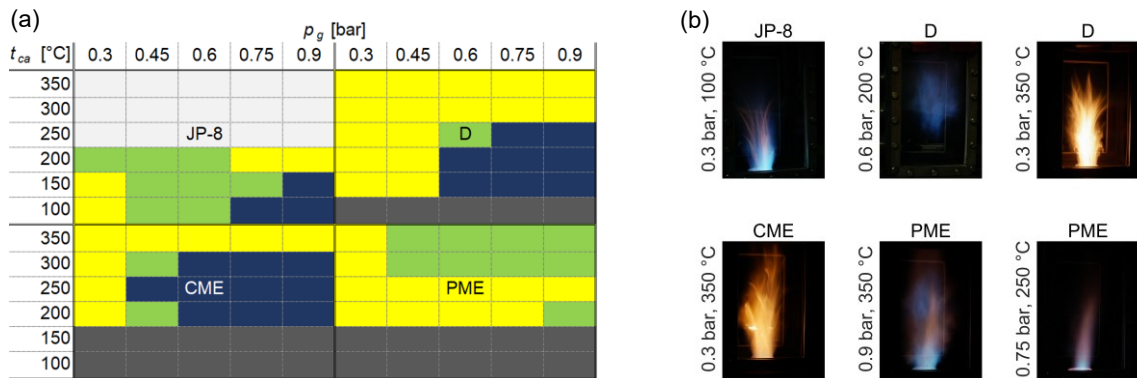 (a)
p_g [bar]
t_ca [°C] 0.3 0.45 0.6 0.75 0.9 0.3 0.45 0.6 0.75 0.9
350
300
250 JP-8 D
200
150
100
350
300
250 CME PME
200
150
100
(b)
JP-8 D D
0.3 bar, 100 °C 0.6 bar, 200 °C 0.3 bar, 350 °C
CME PME PME
0.3 bar, 350 °C 0.9 bar, 350 °C 0.75 bar, 250 °C